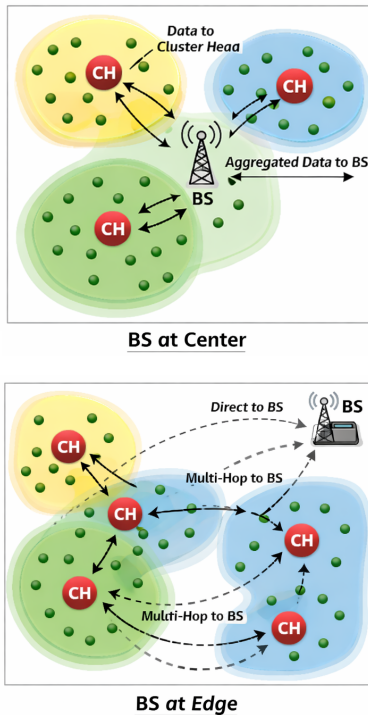 Data to
Cluster Head
CH
CH
BS
Aggregated Data to BS
CH
BS at Center
Direct to BS
BS
CH
Multi-Hop to BS
CH
CH
CH
Multi-Hop to BS
CH
BS at Edge